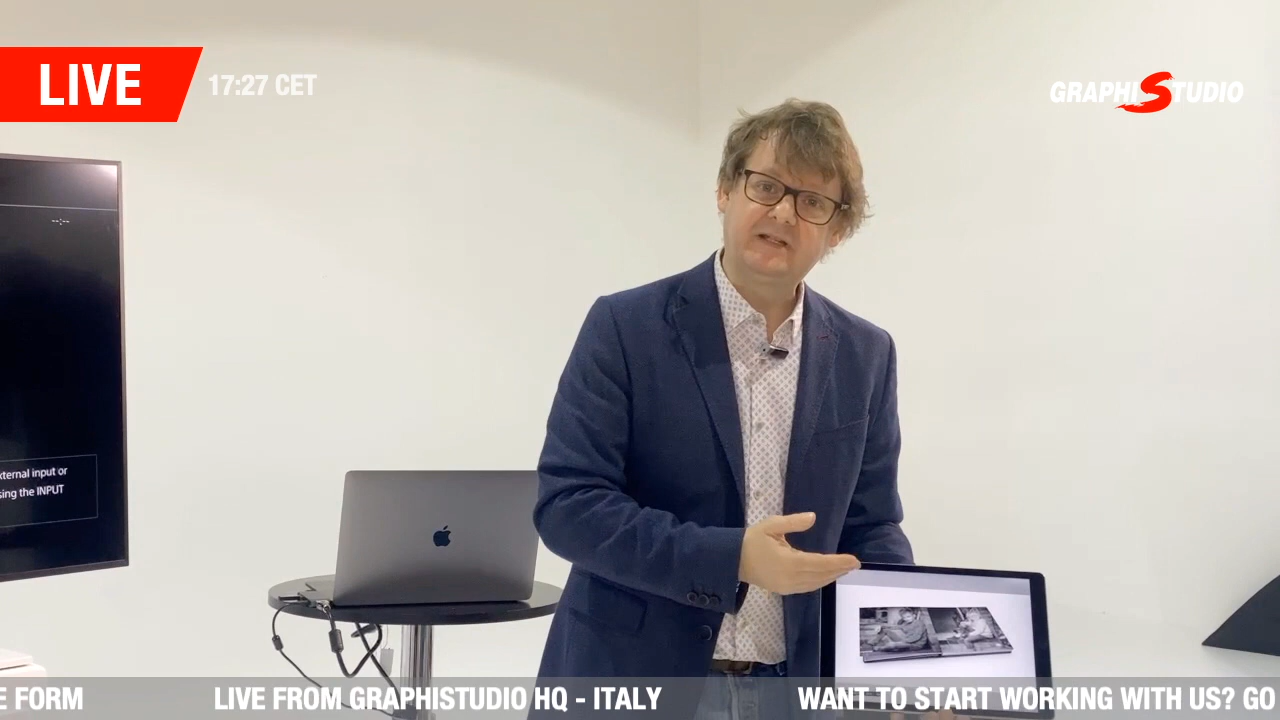 LIVE
17:27 CET
GRAPHISTUDIO
xternal input or
sing the INPUT
E FORM
LIVE FROM GRAPHISTUDIO HQ - ITALY
WANT TO START WORKING WITH US? GO